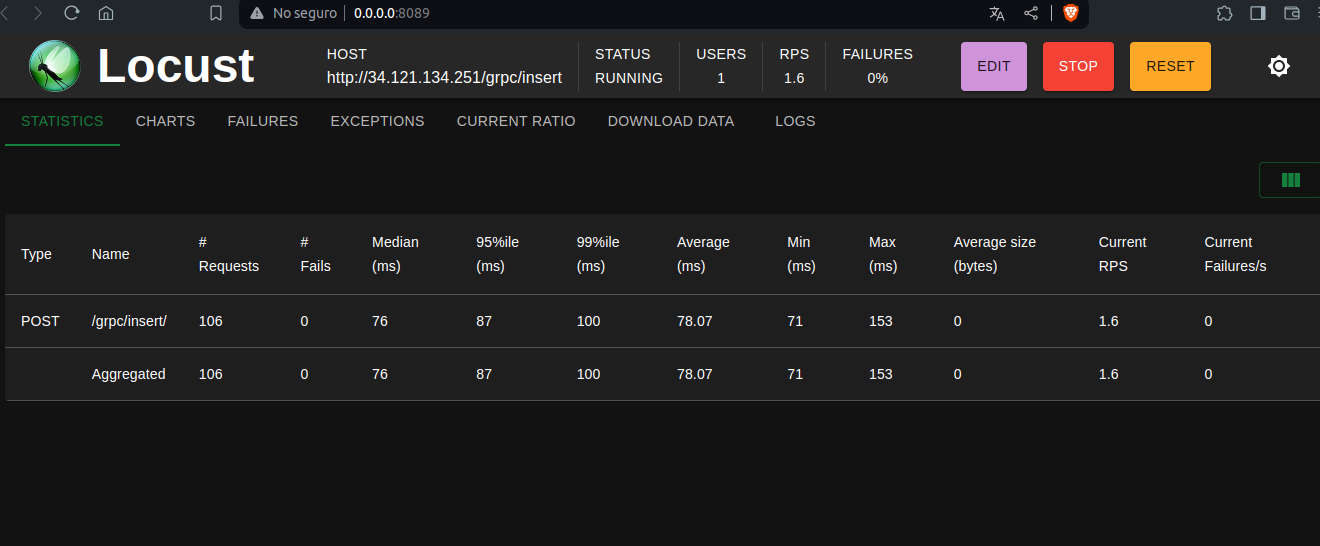 No seguro 0.0.0.0:8089
Locust
HOST
http://34.121.134.251/grpc/insert
STATUS
RUNNING
USERS
1
RPS
1.6
FAILURES
0%
EDIT
STOP
RESET
STATISTICS CHARTS FAILURES EXCEPTIONS CURRENT RATIO DOWNLOAD DATA LOGS
Type Name # Requests # Fails Median (ms) 95%ile (ms) 99%ile (ms) Average (ms) Min (ms) Max (ms) Average size (bytes) Current RPS Current Failures/s
POST /grpc/insert/ 106 0 76 87 100 78.07 71 153 0 1.6 0
Aggregated 106 0 76 87 100 78.07 71 153 0 1.6 0